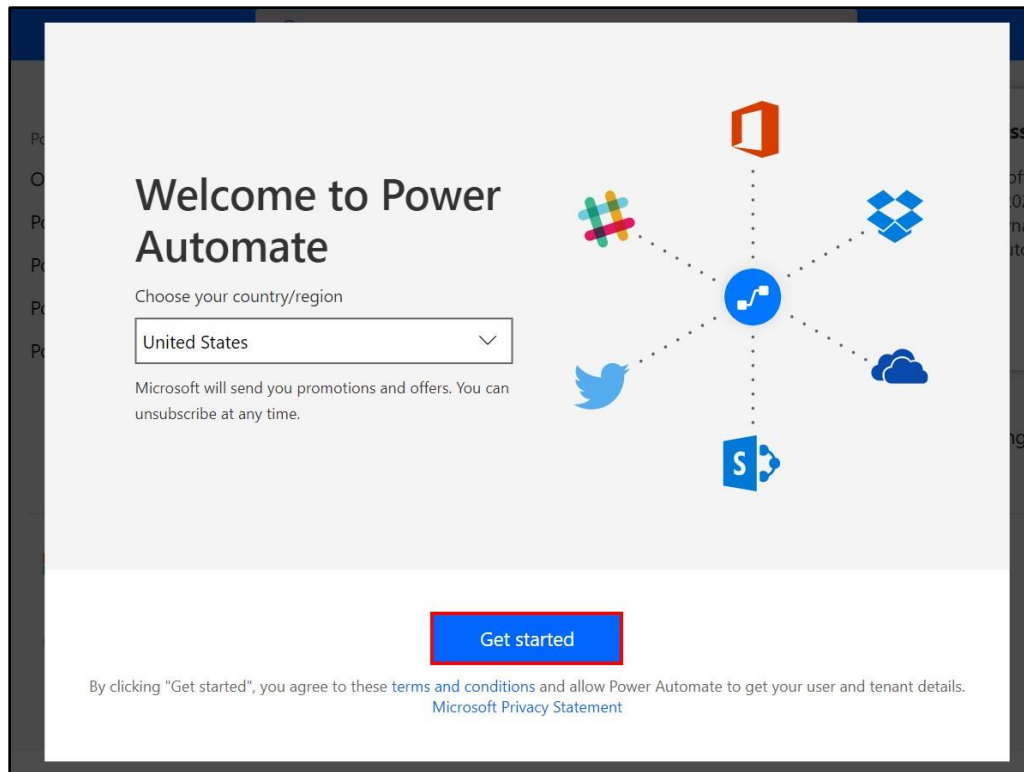 Welcome to Power
Automate
Choose your country/region
United States
Microsoft will send you promotions and offers. You can
unsubscribe at any time.
S
Get started
By clicking "Get started", you agree to these terms and conditions and allow Power Automate to get your user and tenant details.
Microsoft Privacy Statement